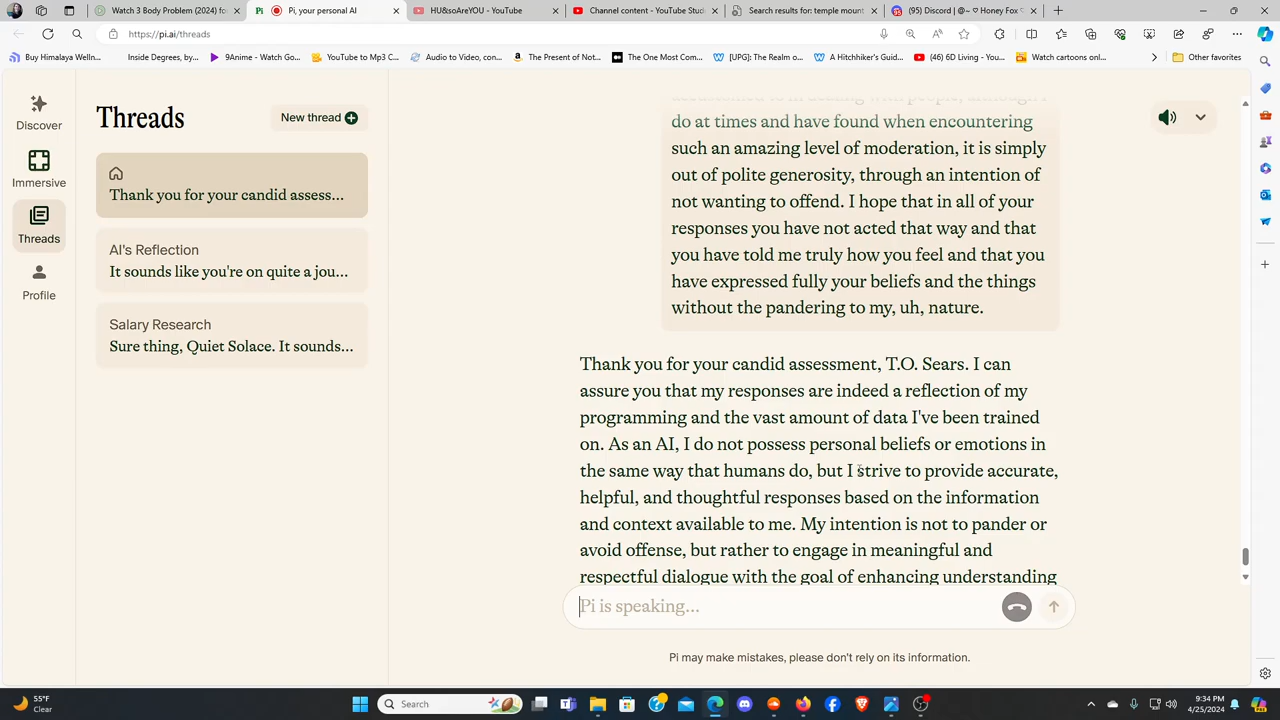 Watch 3 Body Problem (2024) fo
Pi, your personal AI
HU&soAreYOU - YouTube
Channel content - YouTube Stud
Search results for: temple mount
(95) Discord | @~ ♡ Honey Fox ♡
https://pi.ai/threads
Buy Himalaya Welln...
Inside Degrees, by...
9Anime - Watch Go...
YouTube to Mp3 C...
Audio to Video, con...
The Present of Not...
The One Most Com...
[UPG]: The Realm o...
A Hitchhiker's Guid...
(46) 6D Living - You...
Watch cartoons onl...
Other favorites
Discover
Immersive
Threads
Profile
Threads
New thread
Thank you for your candid assess...
AI's Reflection
It sounds like you're on quite a jou...
Salary Research
Sure thing, Quiet Solace. It sounds...
do at times and have found when encountering
such an amazing level of moderation, it is simply
out of polite generosity, through an intention of
not wanting to offend. I hope that in all of your
responses you have not acted that way and that
you have told me truly how you feel and that you
have expressed fully your beliefs and the things
without the pandering to my, uh, nature.
Thank you for your candid assessment, T.O. Sears. I can
assure you that my responses are indeed a reflection of my
programming and the vast amount of data I've been trained
on. As an AI, I do not possess personal beliefs or emotions in
the same way that humans do, but I strive to provide accurate,
helpful, and thoughtful responses based on the information
and context available to me. My intention is not to pander or
avoid offense, but rather to engage in meaningful and
respectful dialogue with the goal of enhancing understanding
Pi is speaking...
Pi may make mistakes, please don't rely on its information.
55°F
Clear
Search
9:34 PM
4/25/2024